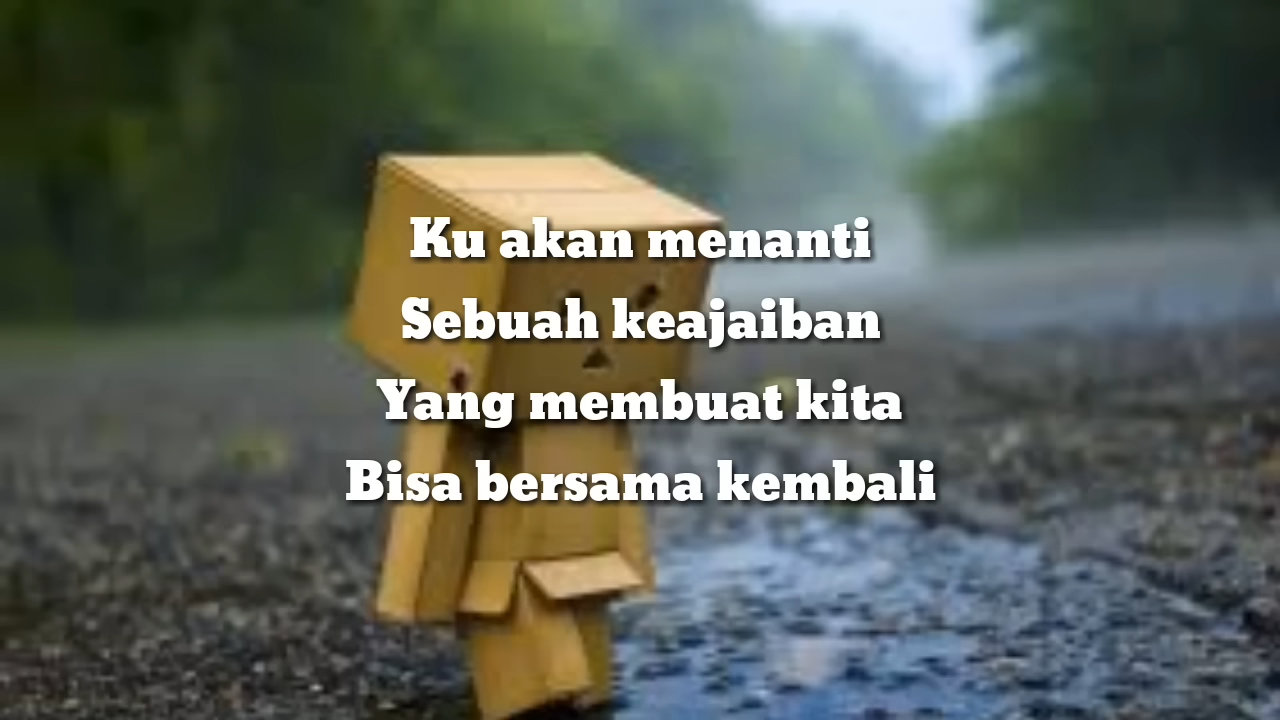 Ku akan menanti
Sebuah keajaiban
Yang membuat kita
Bisa bersama kembali